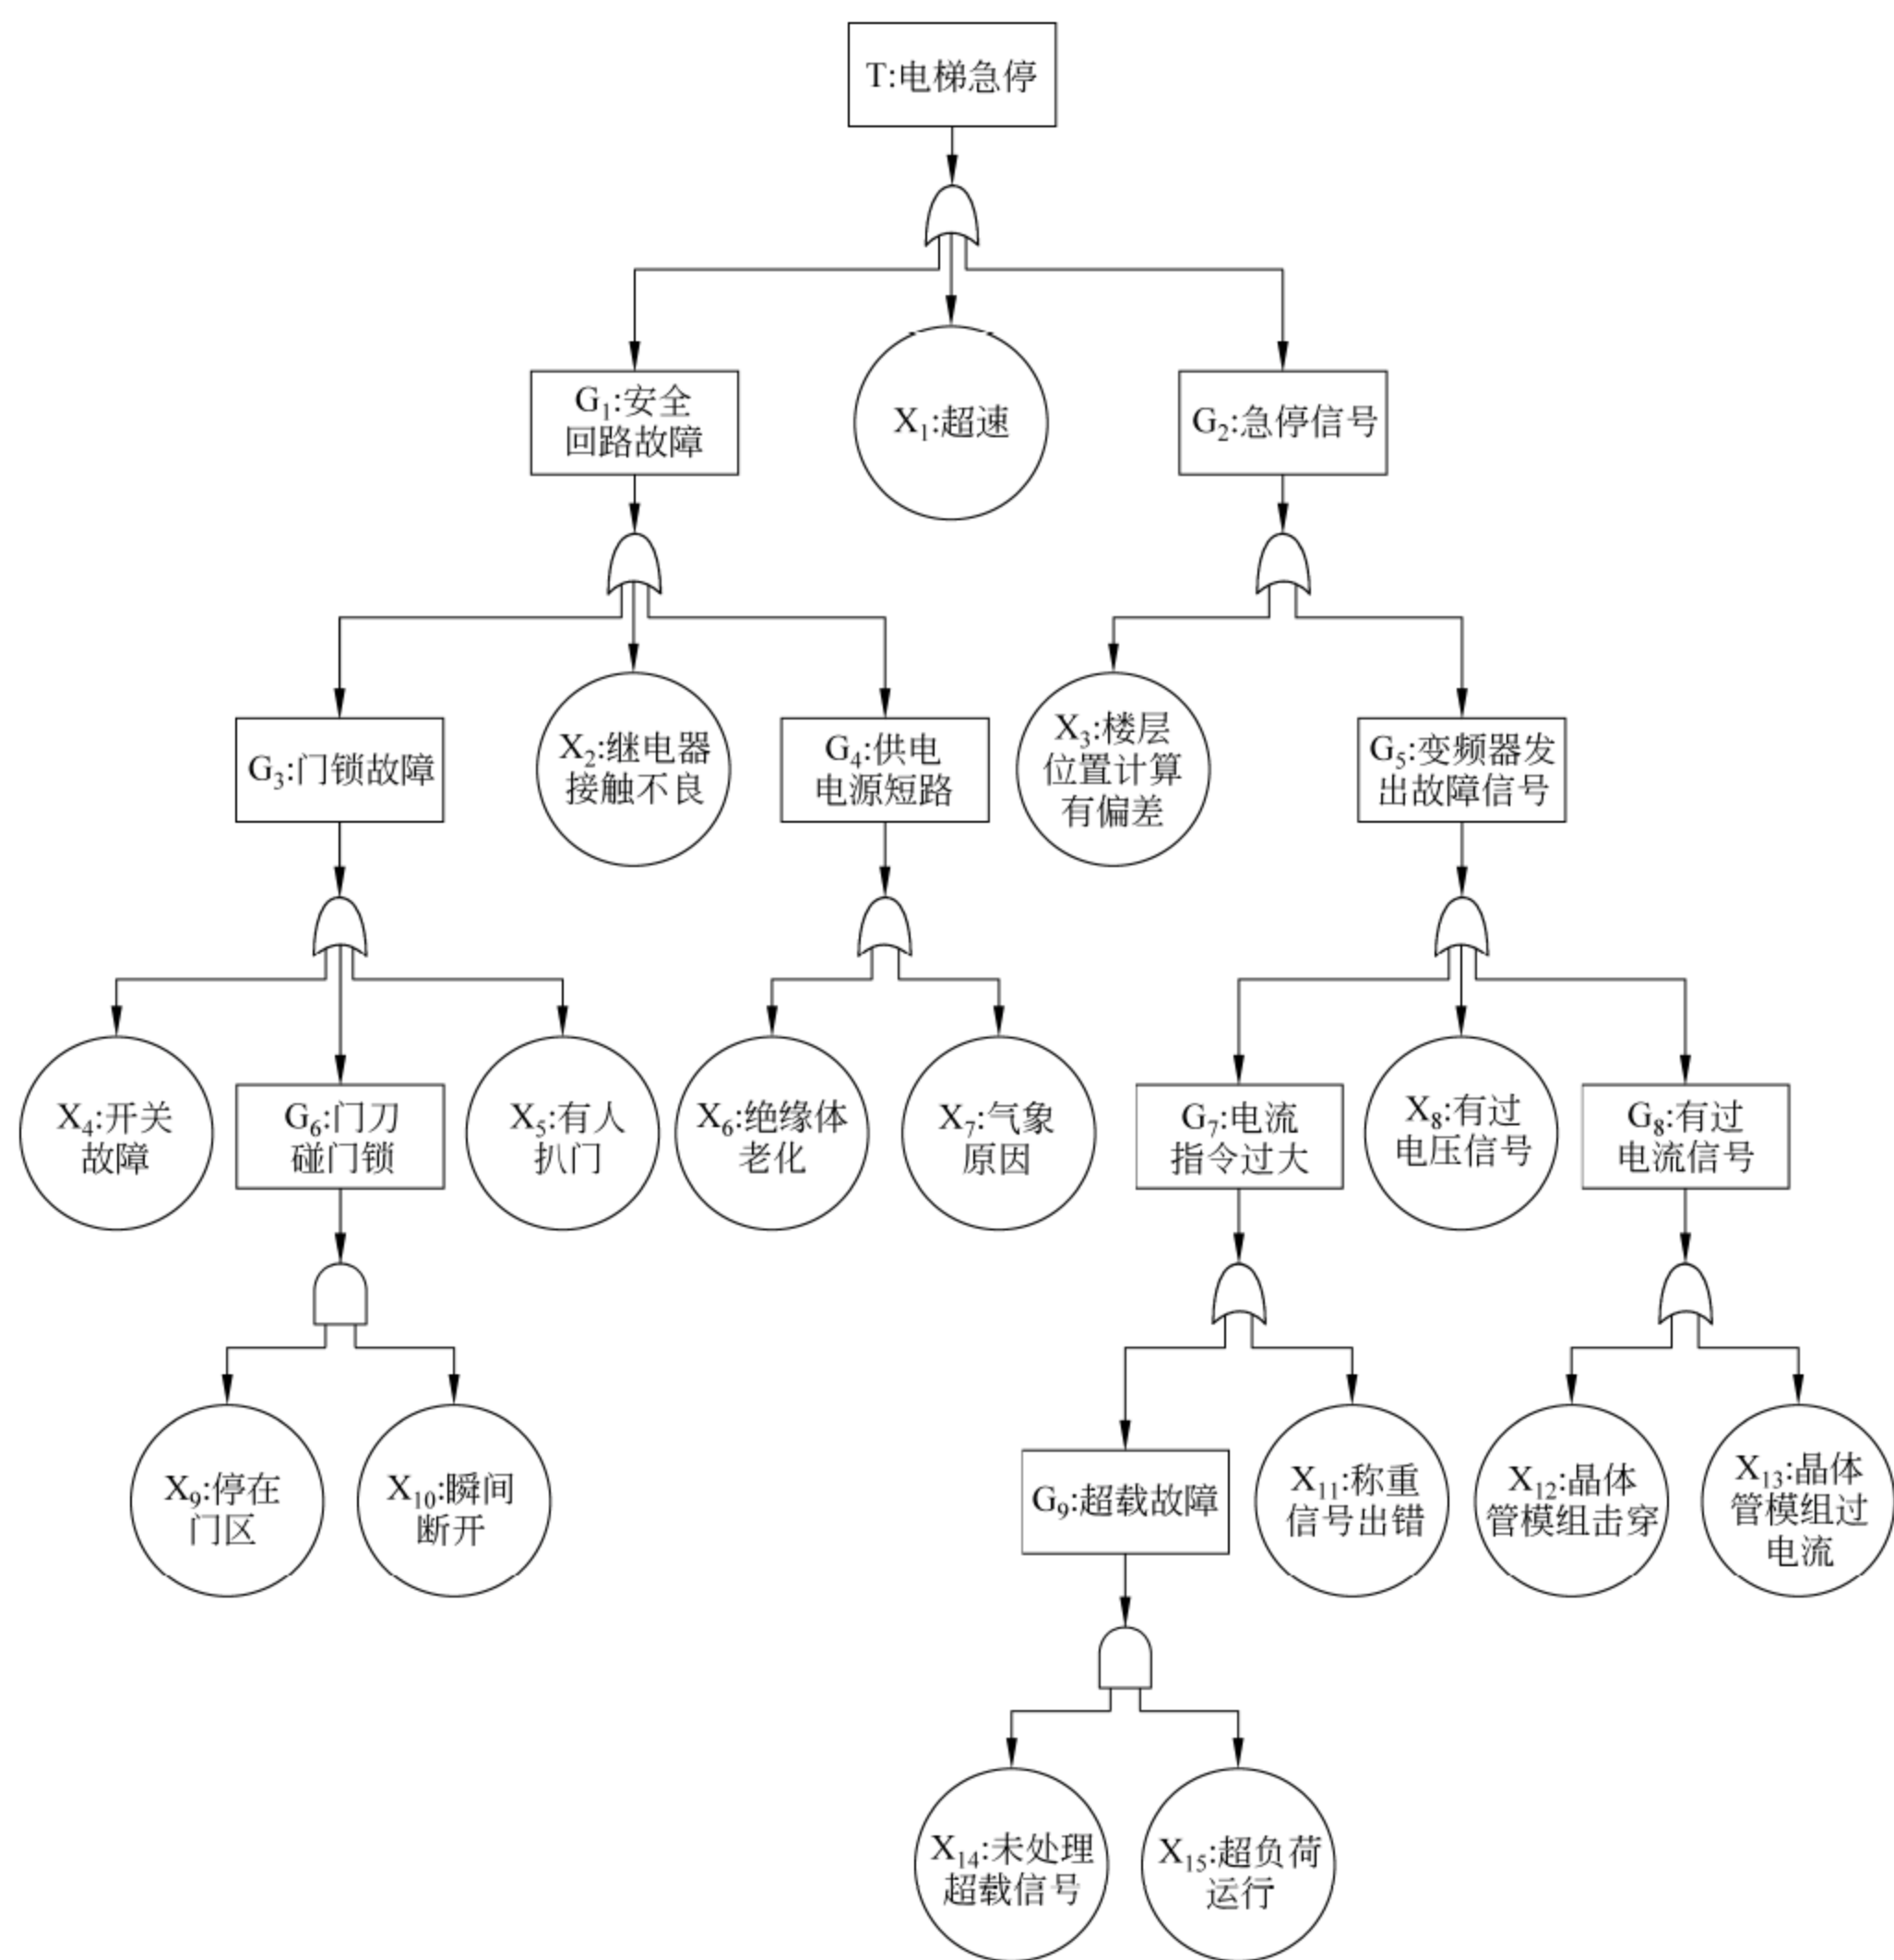 T:电梯急停
G₁:安全
回路故障
X₁:超速
G₂:急停信号
G₃:门锁故障
X₂:继电器
接触不良
G₄:供电
电源短路
X₃:楼层
位置计算
有偏差
G₅:变频器发
出故障信号
X₄:开关
故障
G₆:门刀
碰门锁
X₅:有人
扒门
X₆:绝缘体
老化
X₇:气象
原因
G₇:电流
指令过大
X₈:有过
电压信号
G₈:有过
电流信号
X₉:停在
门区
X₁₀:瞬间
断开
G₉:超载故障
X₁₁:称重
信号出错
X₁₂:晶体
管模组击穿
X₁₃:晶体
管模组过
电流
X₁₄:未处理
超载信号
X₁₅:超负荷
运行